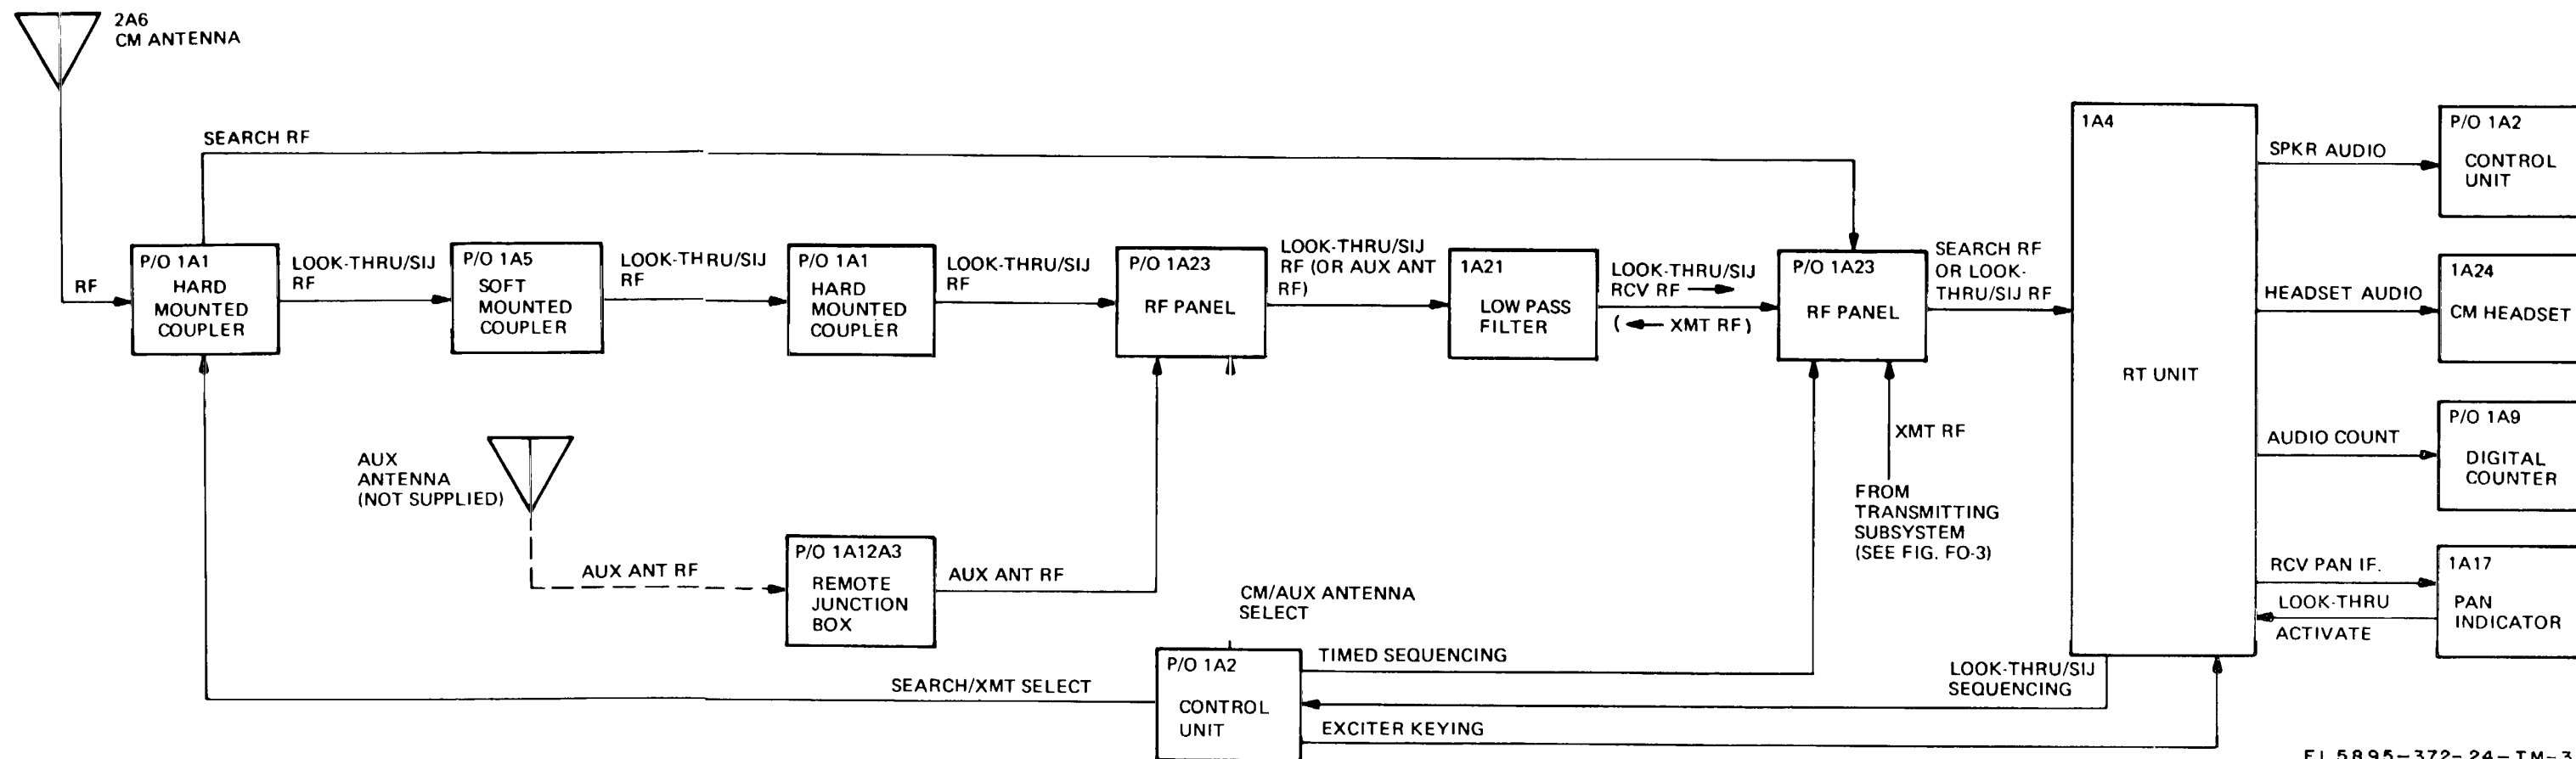 2A6
CM ANTENNA
SEARCH RF
RF
P/O 1A1
HARD
MOUNTED
COUPLER
LOOK-THRU/SIJ
RF
P/O 1A5
SOFT
MOUNTED
COUPLER
LOOK-THRU/SIJ
RF
P/O 1A1
HARD
MOUNTED
COUPLER
LOOK-THRU/SIJ
RF
P/O 1A23
RF PANEL
LOOK-THRU/SIJ
RF (OR AUX ANT
RF)
1A21
LOW PASS
FILTER
LOOK-THRU/SIJ
RCV RF
( XMT RF)
P/O 1A23
RF PANEL
SEARCH RF
OR LOOK-
THRU/SIJ RF
1A4
RT UNIT
SPKR AUDIO
P/O 1A2
CONTROL
UNIT
HEADSET AUDIO
1A24
CM HEADSET
AUDIO COUNT
P/O 1A9
DIGITAL
COUNTER
RCV PAN IF.
LOOK-THRU
ACTIVATE
1A17
PAN
INDICATOR
AUX
ANTENNA
(NOT SUPPLIED)
AUX ANT RF
P/O 1A12A3
REMOTE
JUNCTION
BOX
AUX ANT RF
CM/AUX ANTENNA
SELECT
XMT RF
FROM
TRANSMITTING
SUBSYSTEM
(SEE FIG. FO-3)
SEARCH/XMT SELECT
P/O 1A2
CONTROL
UNIT
TIMED SEQUENCING
LOOK-THRU/SIJ
SEQUENCING
EXCITER KEYING
EL5895-372-24-TM-3